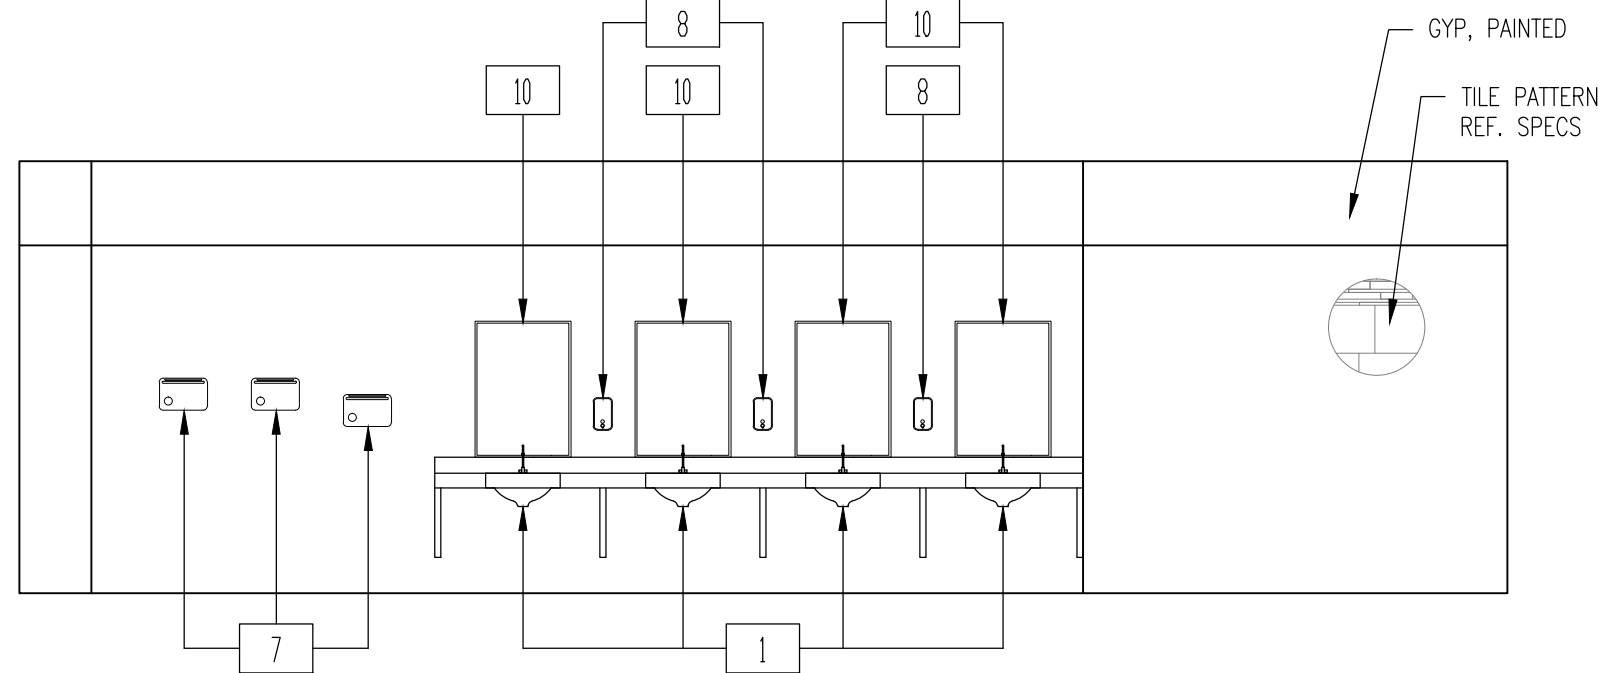 8
10
GYP, PAINTED
10
10
8
TILE PATTERN
REF. SPECS
7
1